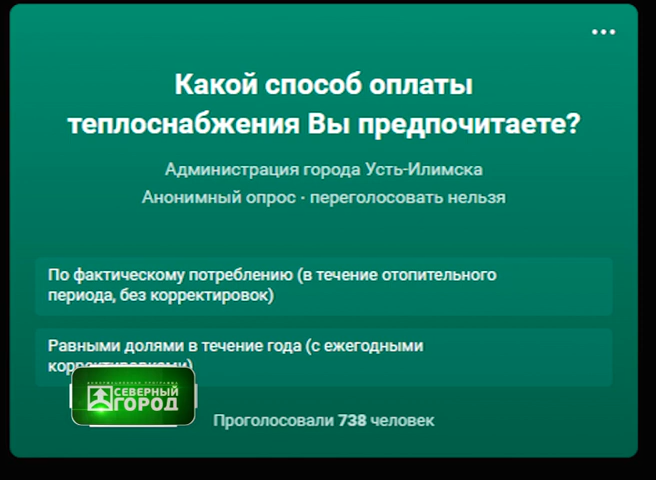 Какой способ оплаты
теплоснабжения Вы предпочитаете?
Администрация города Усть-Илимска
Анонимный опрос · переголосовать нельзя
По фактическому потреблению (в течение отопительного
периода, без корректировок)
Равными долями в течение года (с ежегодными
корректировками)
СЕВЕРНЫЙ
ГОРОД
Проголосовали 738 человек